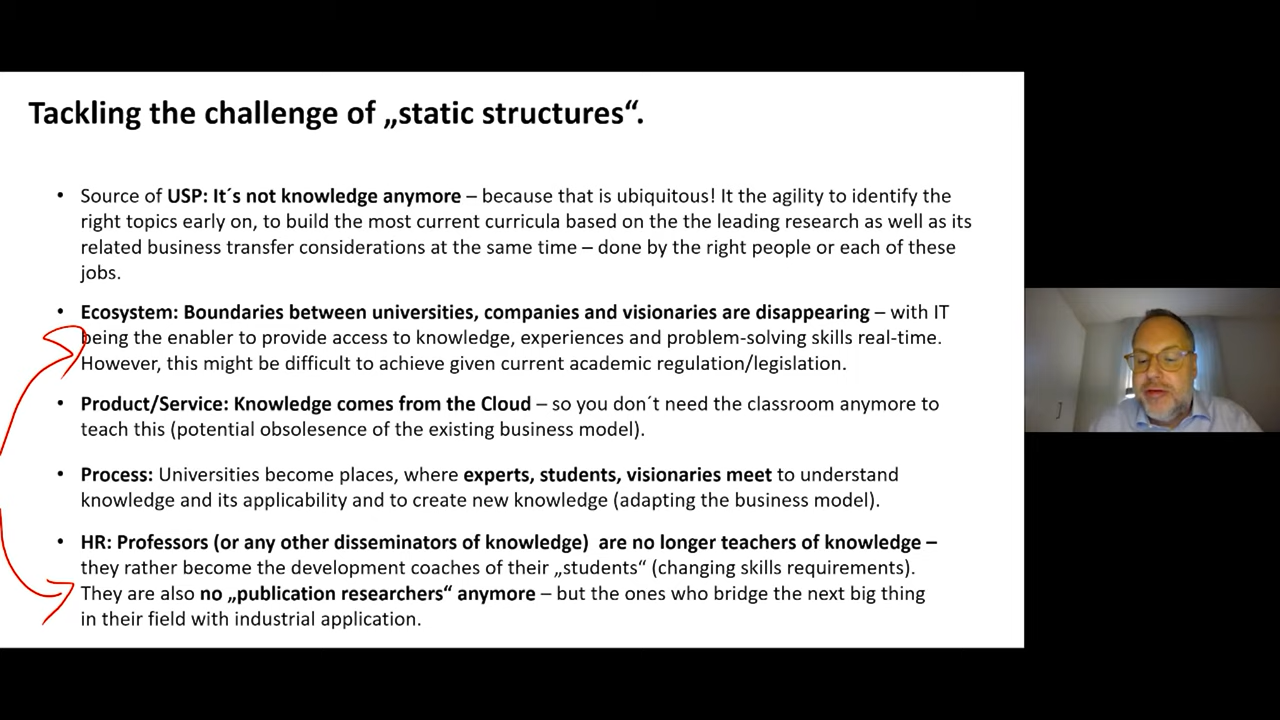 Tackling the challenge of „static structures“.
• Source of USP: It´s not knowledge anymore – because that is ubiquitous! It the agility to identify the
right topics early on, to build the most current curricula based on the the leading research as well as its
related business transfer considerations at the same time – done by the right people or each of these
jobs.
• Ecosystem: Boundaries between universities, companies and visionaries are disappearing – with IT
being the enabler to provide access to knowledge, experiences and problem-solving skills real-time.
However, this might be difficult to achieve given current academic regulation/legislation.
• Product/Service: Knowledge comes from the Cloud – so you don´t need the classroom anymore to
teach this (potential obsolesence of the existing business model).
• Process: Universities become places, where experts, students, visionaries meet to understand
knowledge and its applicability and to create new knowledge (adapting the business model).
• HR: Professors (or any other disseminators of knowledge) are no longer teachers of knowledge –
they rather become the development coaches of their „students“ (changing skills requirements).
They are also no „publication researchers“ anymore – but the ones who bridge the next big thing
in their field with industrial application.